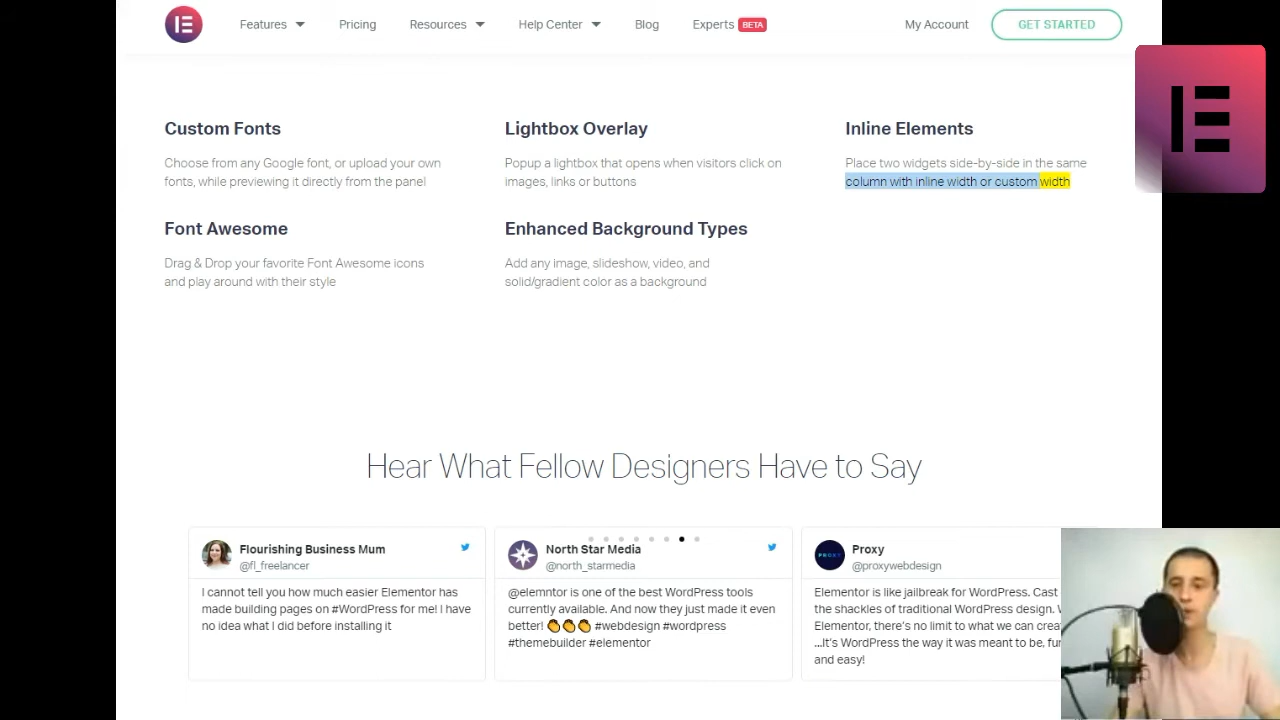 Features Pricing Resources Help Center Blog Experts BETA My Account GET STARTED
Custom Fonts
Choose from any Google font, or upload your own
fonts, while previewing it directly from the panel
Lightbox Overlay
Popup a lightbox that opens when visitors click on
images, links or buttons
Inline Elements
Place two widgets side-by-side in the same
column with inline width or custom width
Font Awesome
Drag & Drop your favorite Font Awesome icons
and play around with their style
Enhanced Background Types
Add any image, slideshow, video, and
solid/gradient color as a background
Hear What Fellow Designers Have to Say
Flourishing Business Mum
@fl_freelancer
I cannot tell you how much easier Elementor has
made building pages on #WordPress for me! I have
no idea what I did before installing it
North Star Media
@north_starmedia
@elemntor is one of the best WordPress tools
currently available. And now they just made it even
better! 👏👏👏 #webdesign #wordpress
#themebuilder #elementor
PROXY
Proxy
@proxywebdesign
Elementor is like jailbreak for WordPress. Cast
the shackles of traditional WordPress design.
Elementor, there's no limit to what we can
...It's WordPress the way it was meant to be,
and easy!